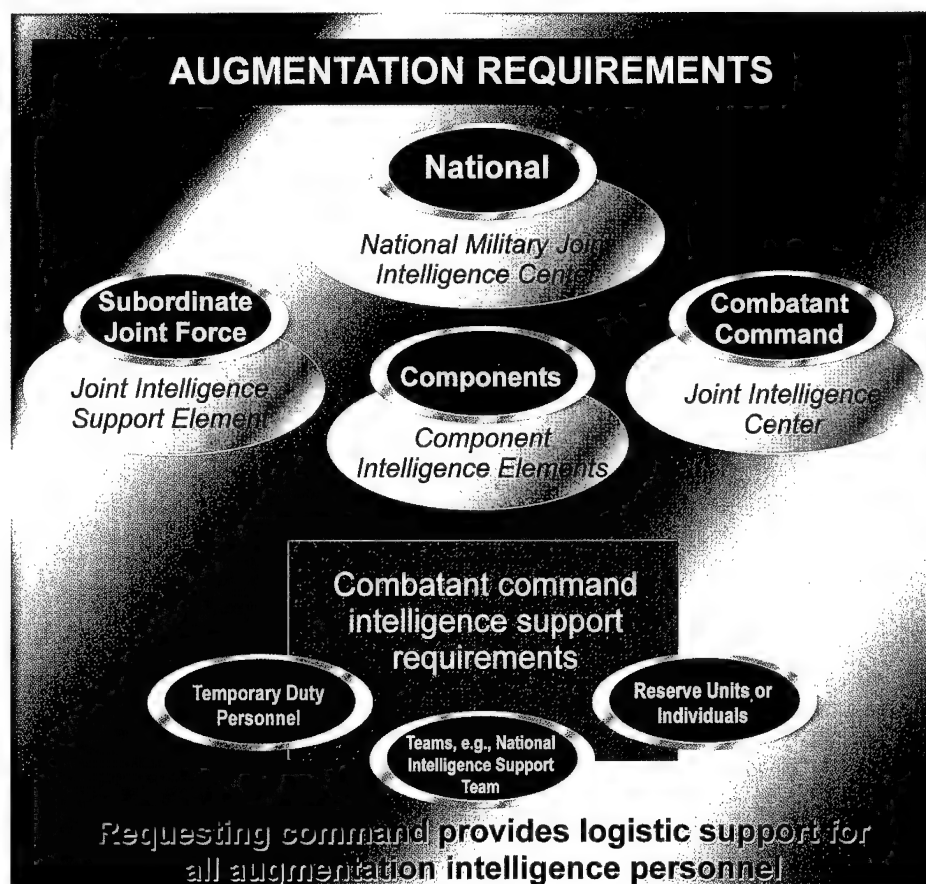 AUGMENTATION REQUIREMENTS
National
National Military Joint
Intelligence Center
Subordinate
Joint Force
Joint Intelligence
Support Element
Combatant
Command
Joint Intelligence
Center
Components
Component
Intelligence Elements
Combatant command
intelligence support
requirements
Temporary Duty
Personnel
Reserve Units or
Individuals
Teams, e.g., National
Intelligence Support
Team
Requesting command provides logistic support for
all augmentation intelligence personnel